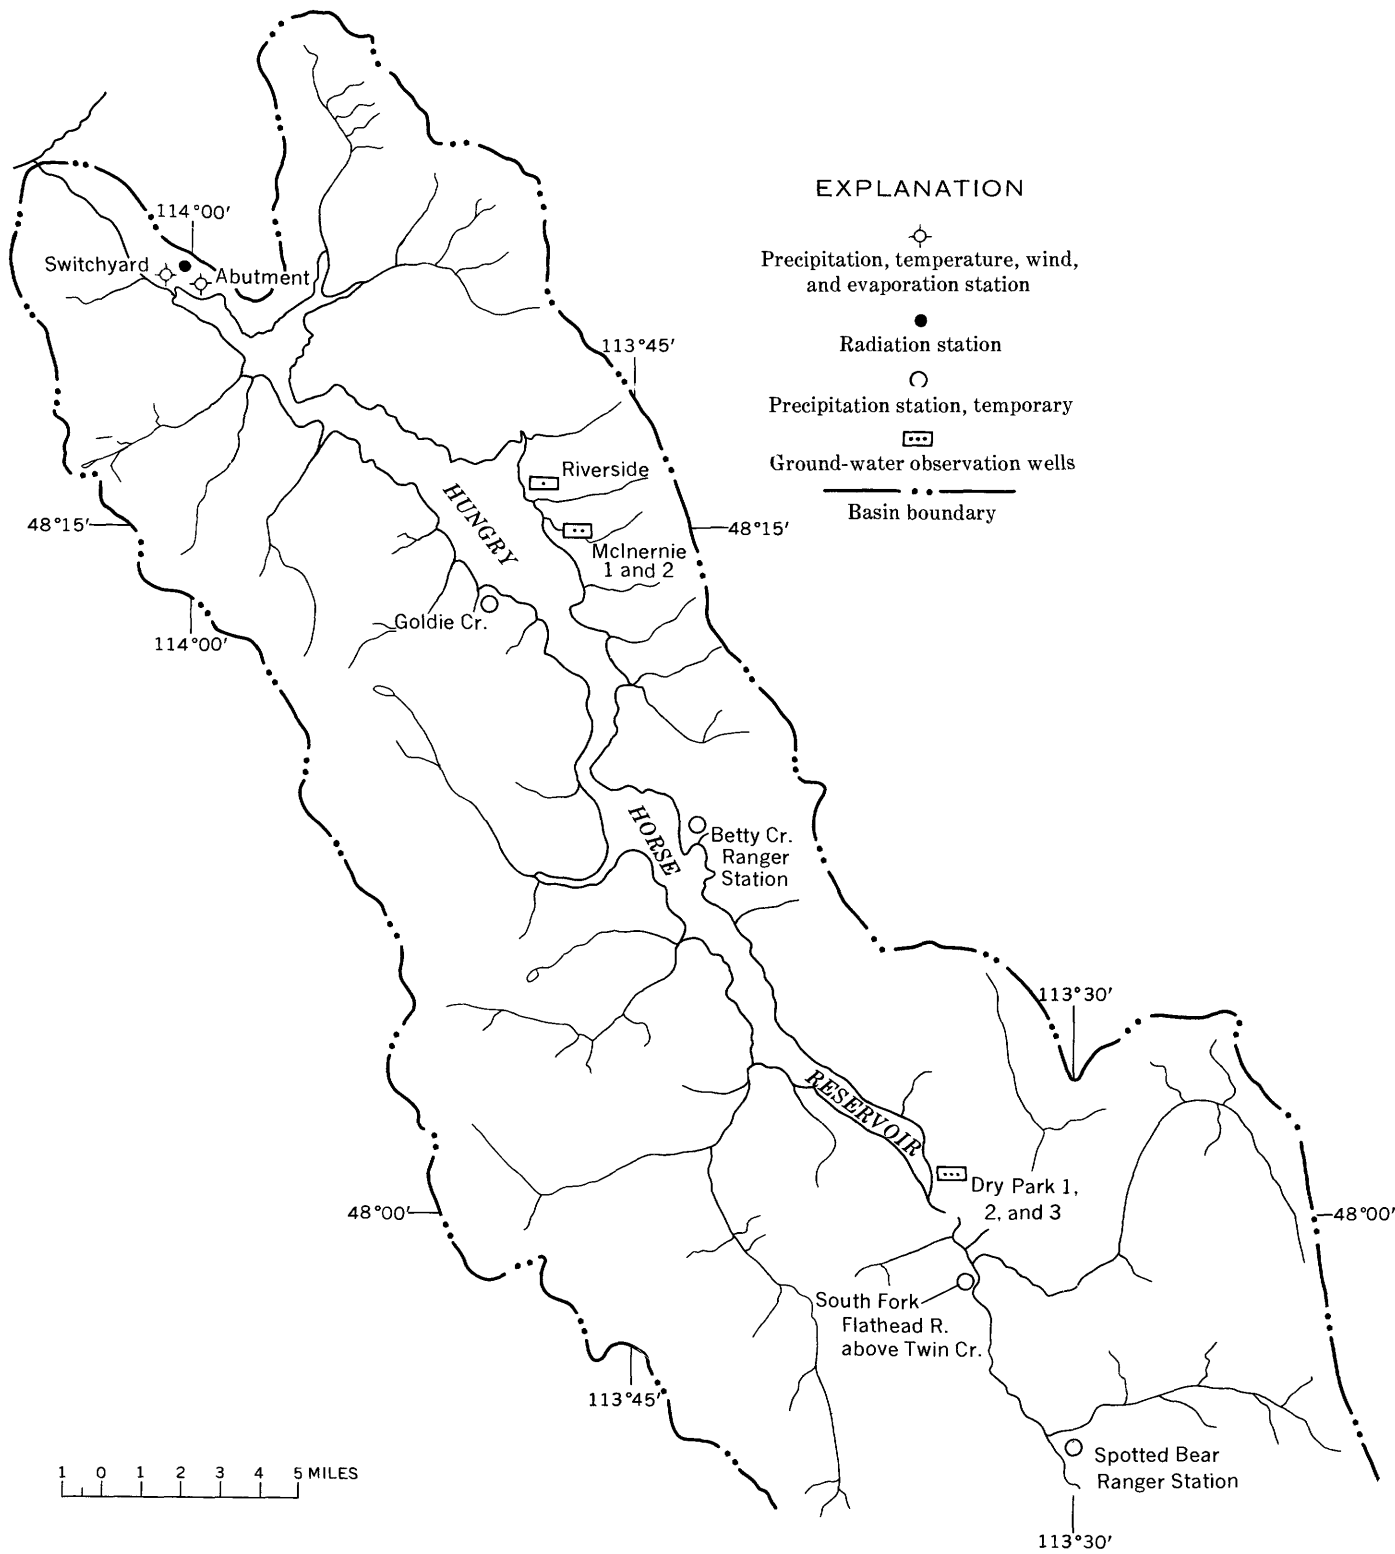 EXPLANATION
Precipitation, temperature, wind,
and evaporation station
Radiation station
Precipitation station, temporary
Ground-water observation wells
Basin boundary
114°00′
Switchyard
Abutment
113°45′
Riverside
48°15′
48°15′
McInernie
1 and 2
HUNGRY
Goldie Cr.
114°00′
HORSE
Betty Cr.
Ranger
Station
113°30′
RESERVOIR
Dry Park 1,
2, and 3
48°00′
48°00′
South Fork
Flathead R.
above Twin Cr.
113°45′
Spotted Bear
Ranger Station
1 0 1 2 3 4 5 MILES
113°30′